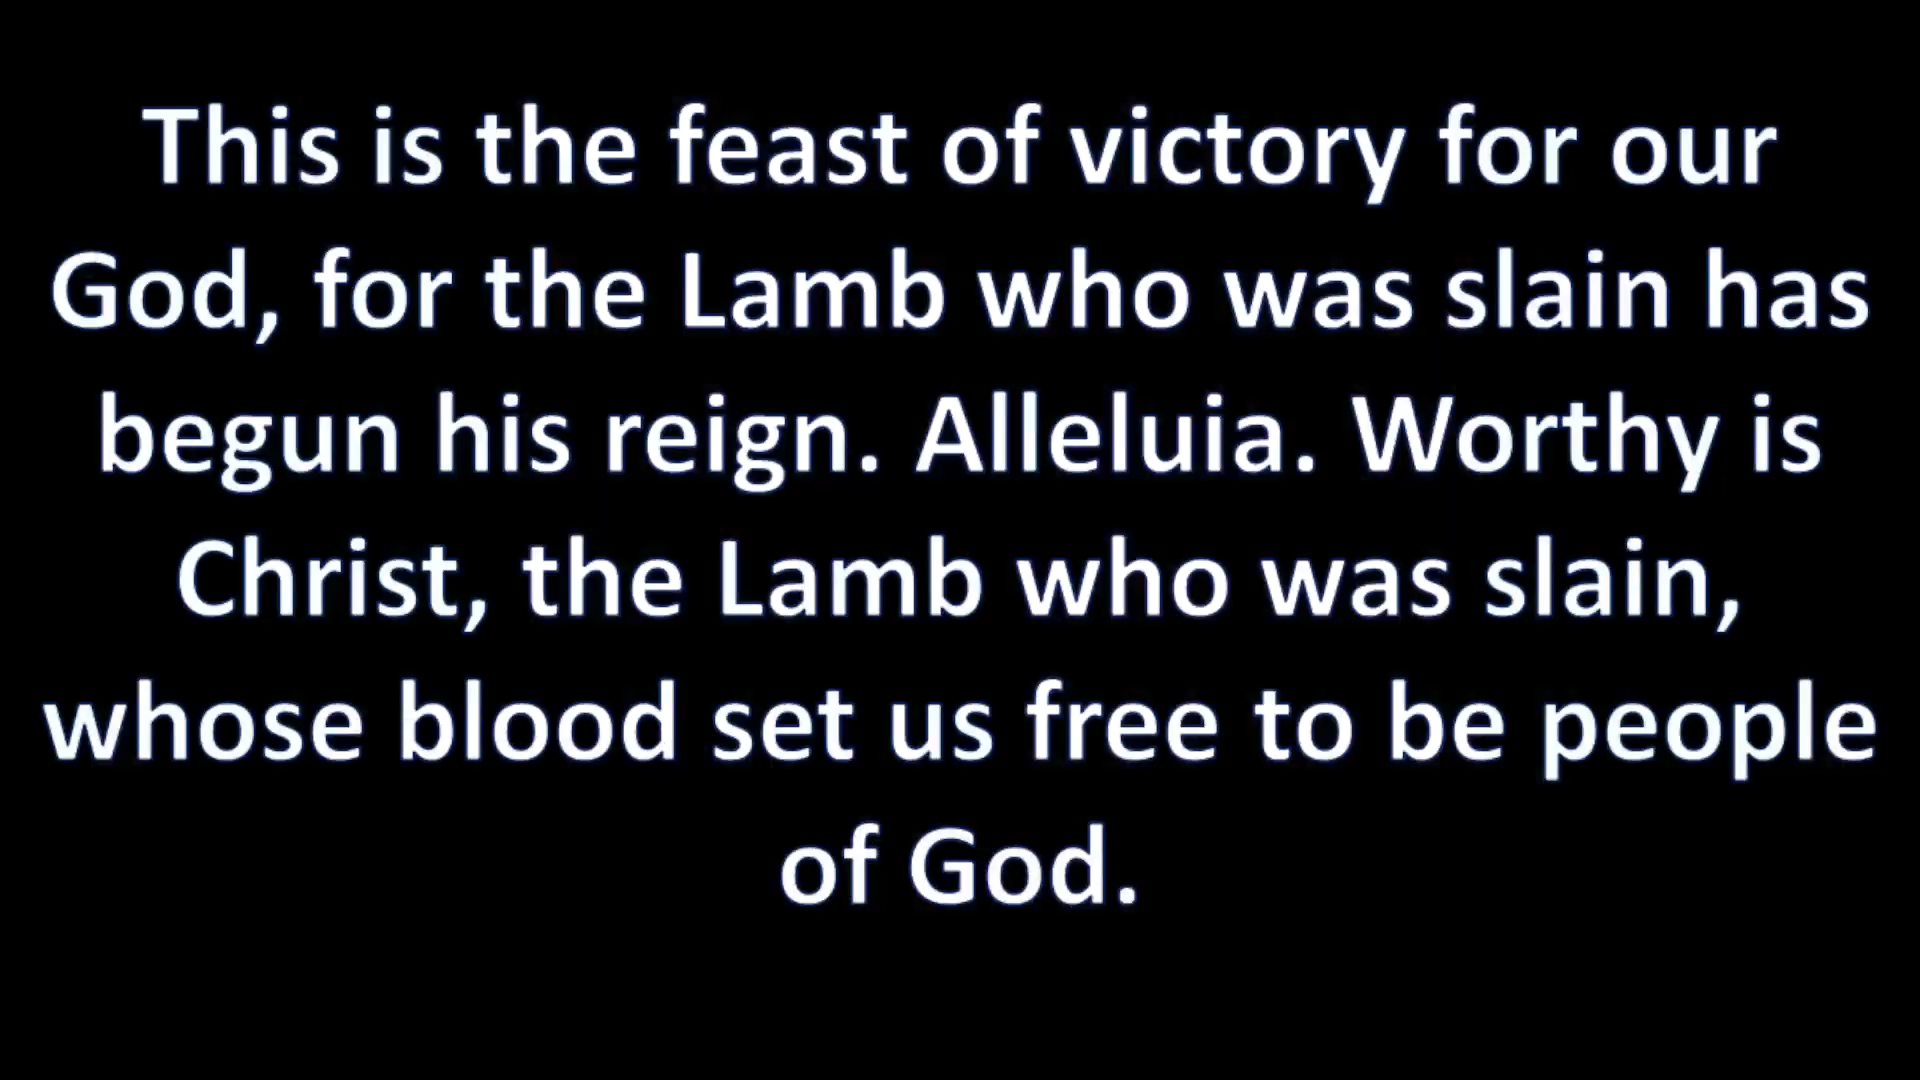 This is the feast of victory for our
God, for the Lamb who was slain has
begun his reign. Alleluia. Worthy is
Christ, the Lamb who was slain,
whose blood set us free to be people
of God.